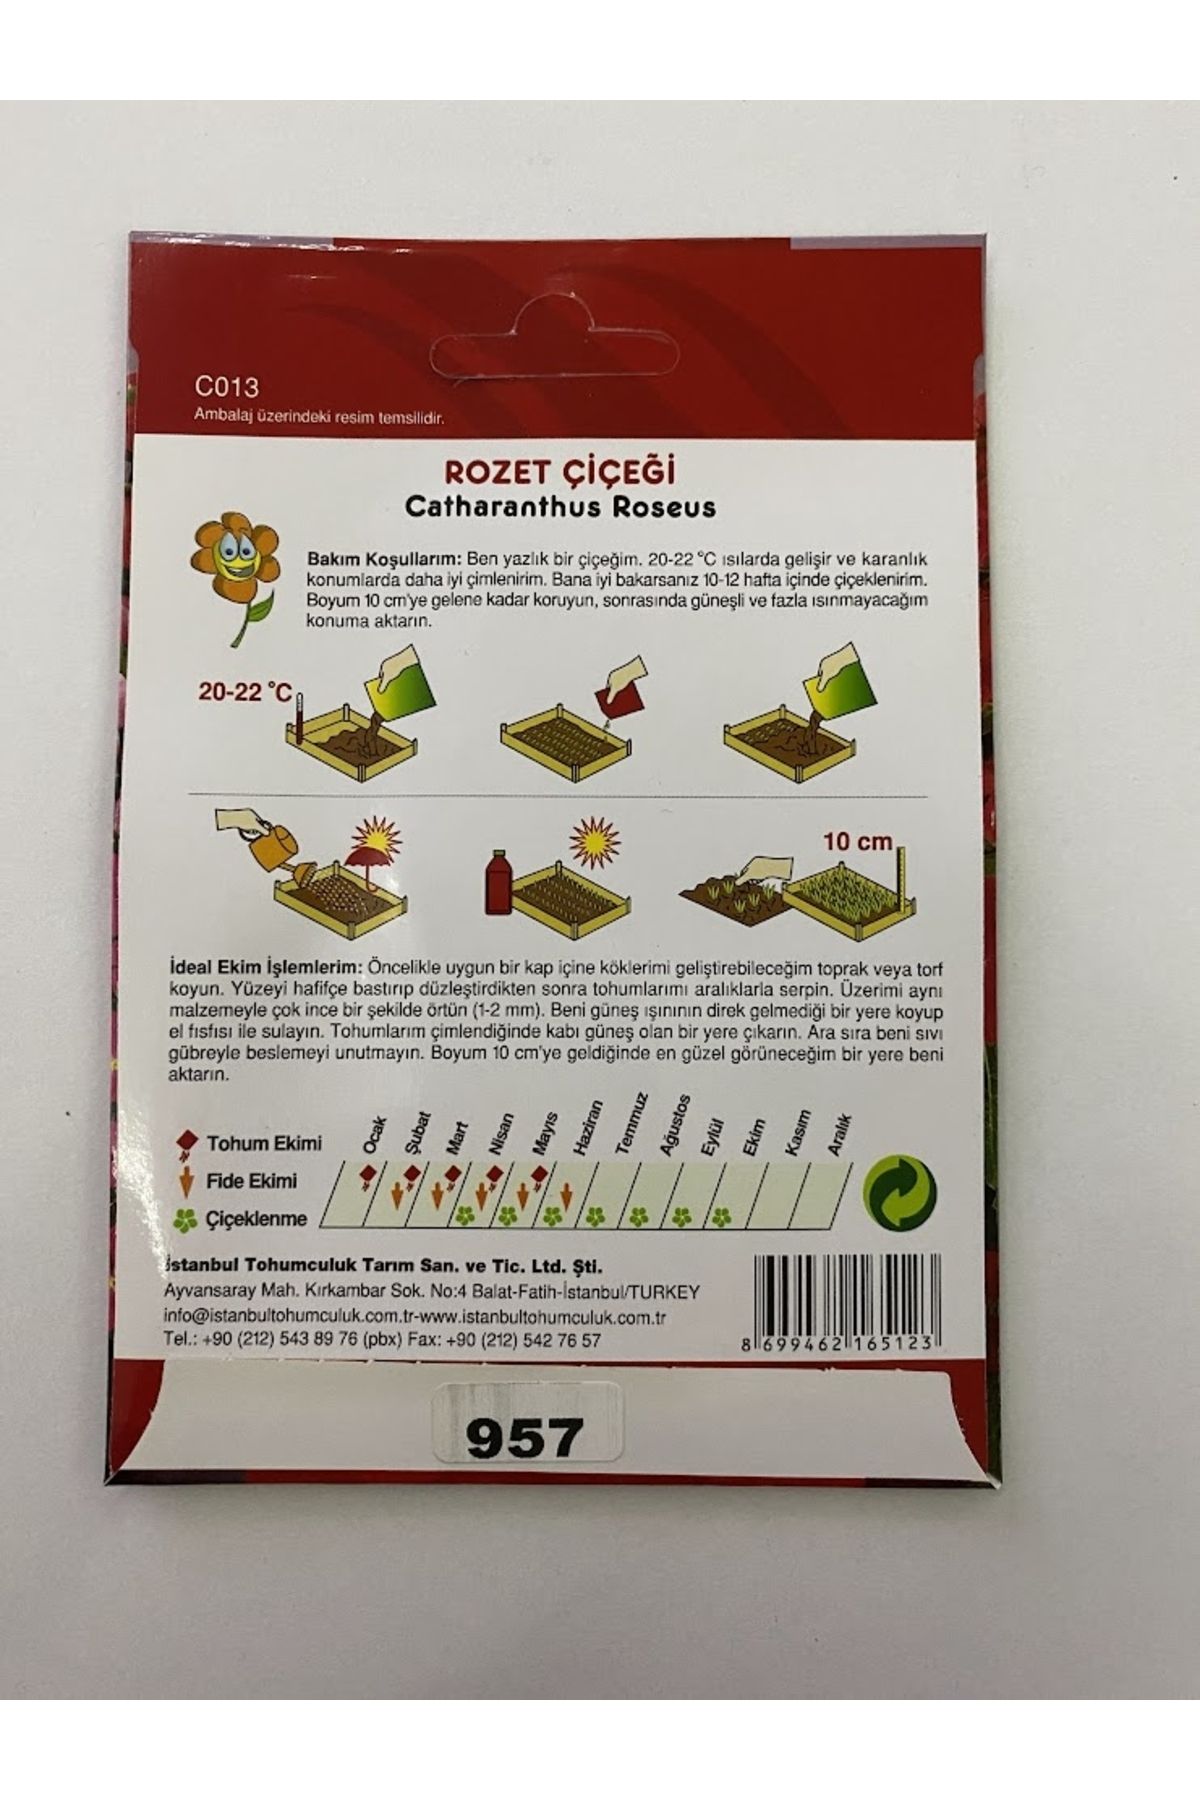 C013
Ambalaj üzerindeki resim temsilidir.
ROZET ÇİÇEĞİ
Catharanthus Roseus
Bakım Koşullarım: Ben yazlık bir çiçeğim. 20-22 °C ısılarda gelişir ve karanlık
konumlarda daha iyi çimlenirim. Bana iyi bakarsanız 10-12 hafta içinde çiçeklenirim.
Boyum 10 cm'ye gelene kadar koruyun, sonrasında güneşli ve fazla ısınmayacağım
konuma aktarın.
20-22 °C
10 cm
İdeal Ekim İşlemlerim: Öncelikle uygun bir kap içine köklerimi geliştirebileceğim toprak veya torf
koyun. Yüzeyi hafifçe bastırıp düzleştirdikten sonra tohumlarımı aralıklarla serpin. Üzerimi aynı
malzemeyle çok ince bir şekilde örtün (1-2 mm). Beni güneş ışınının direk gelmediği bir yere koyup
el fısfısı ile sulayın. Tohumlarım çimlendiğinde kabı güneş olan bir yere çıkarın. Ara sıra beni sıvı
gübreyle beslemeyi unutmayın. Boyum 10 cm'ye geldiğinde en güzel görüneceğim bir yere beni
aktarın.
Ocak Şubat Mart Nisan Mayıs Haziran Temmuz Ağustos Eylül Ekim Kasım Aralık
Tohum Ekimi
Fide Ekimi
Çiçeklenme
İstanbul Tohumculuk Tarım San. ve Tic. Ltd. Şti.
Ayvansaray Mah. Kırkambar Sok. No:4 Balat-Fatih-İstanbul/TURKEY
info@istanbultohumculuk.com.tr-www.istanbultohumculuk.com.tr
Tel.: +90 (212) 543 89 76 (pbx) Fax: +90 (212) 542 76 57
8 699462 165123
957